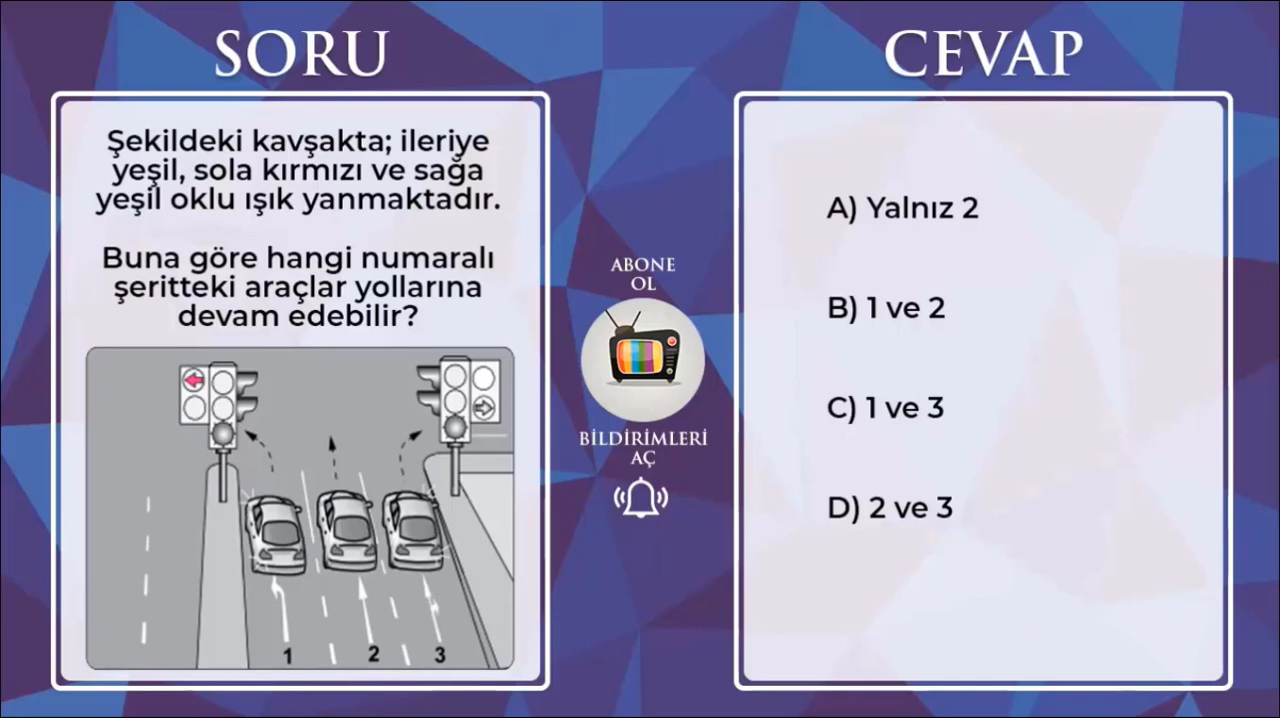 SORU
Şekildeki kavşakta; ileriye
yeşil, sola kırmızı ve sağa
yeşil oklu ışık yanmaktadır.
Buna göre hangi numaralı
şeritteki araçlar yollarına
devam edebilir?
1 2 3
ABONE
OL
BİLDİRİMLERİ
AÇ
CEVAP
A) Yalnız 2
B) 1 ve 2
C) 1 ve 3
D) 2 ve 3